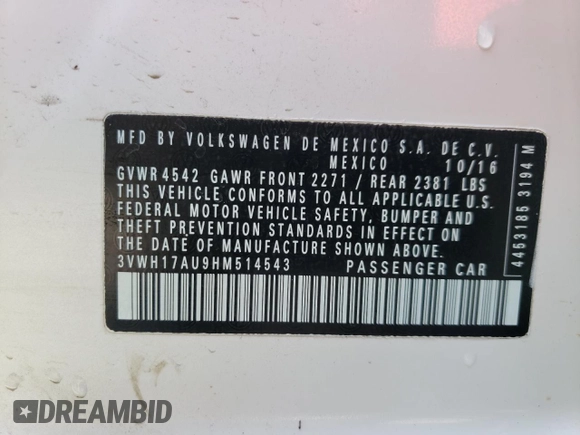 MFD BY VOLKSWAGEN DE MEXICO S.A. DE C.V.
MEXICO 10/16
GVWR 4542 GAWR FRONT 2271 / REAR 2381 LBS
THIS VEHICLE CONFORMS TO ALL APPLICABLE U.S.
FEDERAL MOTOR VEHICLE SAFETY, BUMPER AND
THEFT PREVENTION STANDARDS IN EFFECT ON
THE DATE OF MANUFACTURE SHOWN ABOVE.
3VWH17AU9HM514543 PASSENGER CAR
4453185 3194 M
DREAMBID